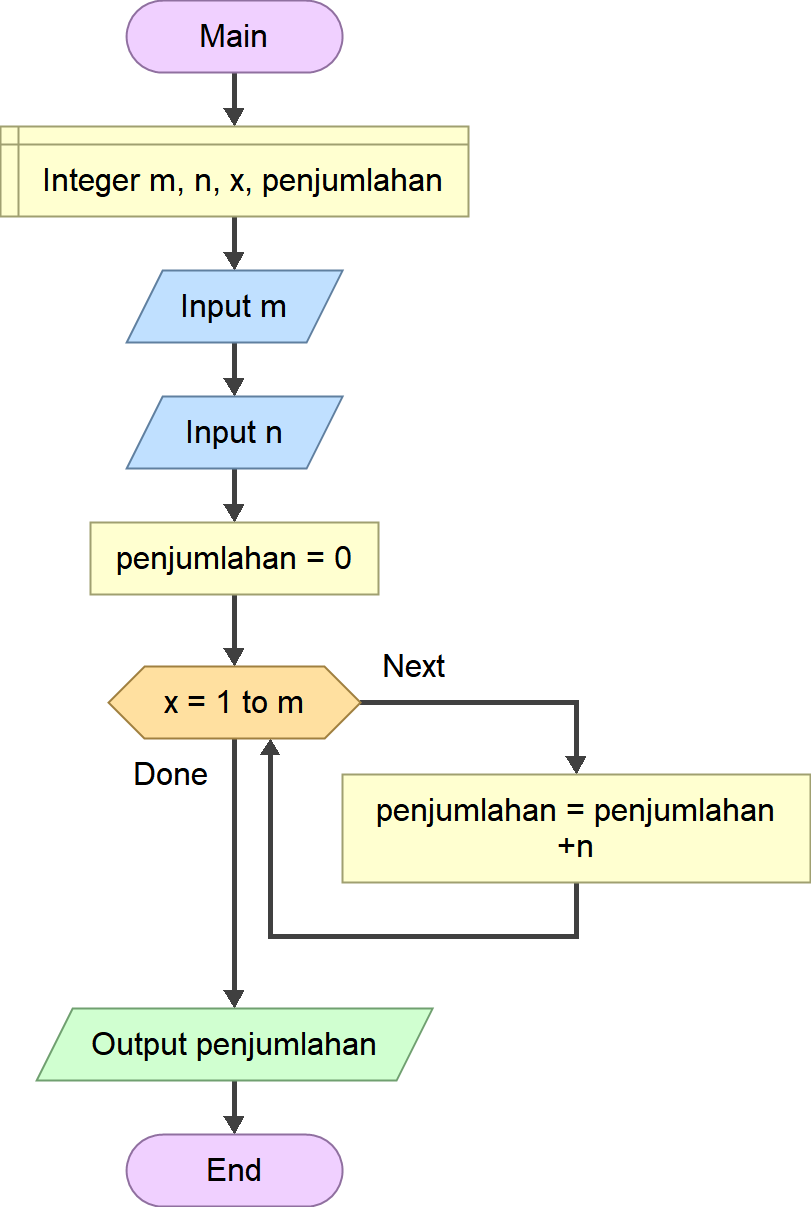 Main
Integer m, n, x, penjumlahan
Input m
Input n
penjumlahan = 0
x = 1 to m
Next
Done
penjumlahan = penjumlahan
+n
Output penjumlahan
End